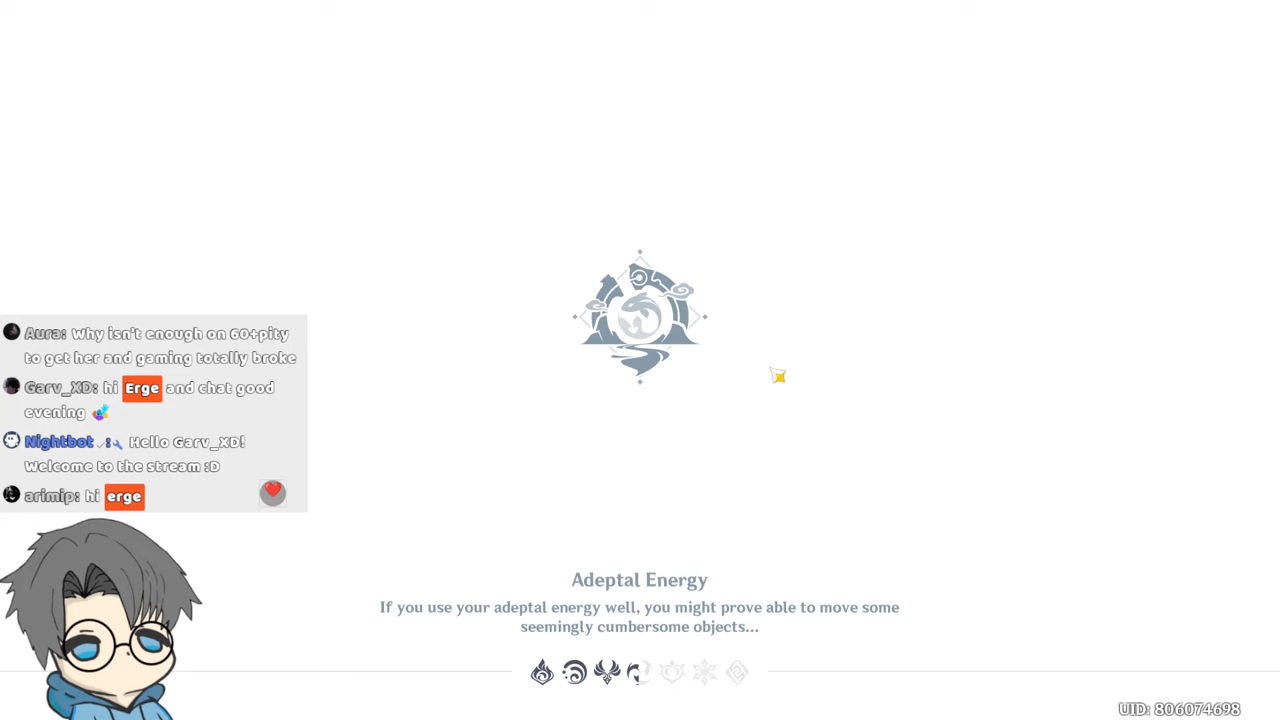 Aura: Why isn't enough on 60+pity
to get her and gaming totally broke
Garv_XD: hi Erge and chat good
evening
Nightbot : Hello Garv_XD!
Welcome to the stream :D
arimip: hi erge
Adeptal Energy
If you use your adeptal energy well, you might prove able to move some
seemingly cumbersome objects...
UID: 806074698